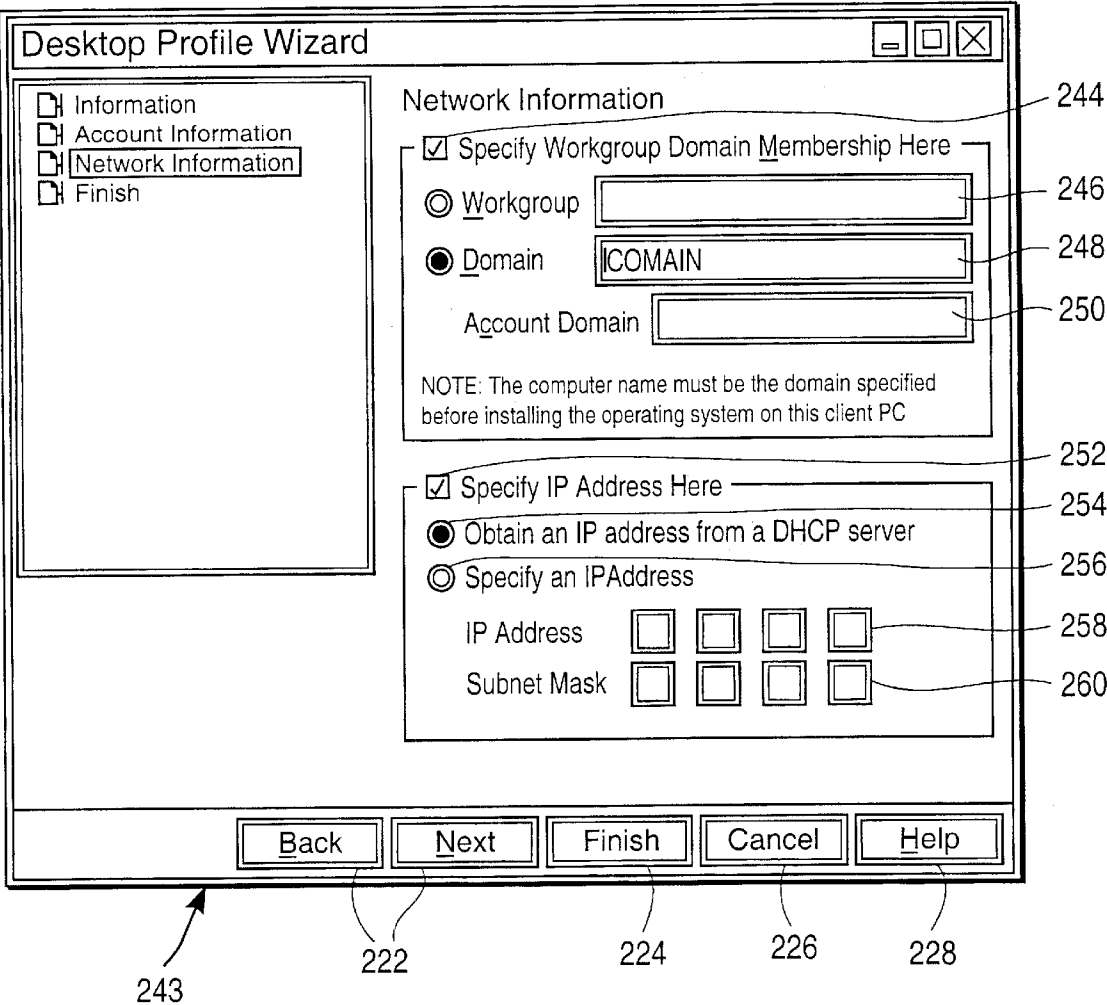 Desktop Profile Wizard
Information
Account Information
Network Information
Finish
Network Information
244
Specify Workgroup Domain Membership Here
Workgroup
246
Domain
ICOMAIN
248
Account Domain
250
NOTE: The computer name must be the domain specified
before installing the operating system on this client PC
252
Specify IP Address Here
254
Obtain an IP address from a DHCP server
256
Specify an IPAddress
IP Address
258
Subnet Mask
260
Back
Next
Finish
Cancel
Help
243
222
224
226
228